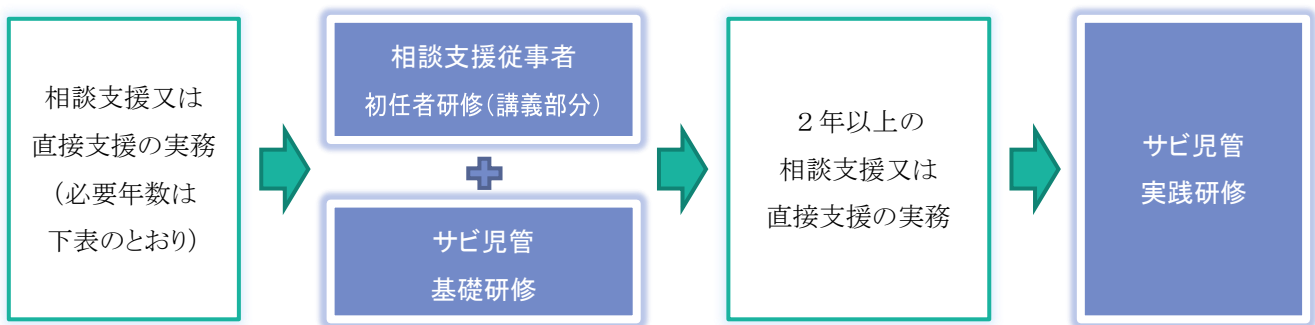 相談支援又は
直接支援の実務
（必要年数は
下表のとおり）
相談支援従事者
初任者研修（講義部分）
サビ児管
基礎研修
２年以上の
相談支援又は
直接支援の実務
サビ児管
実践研修